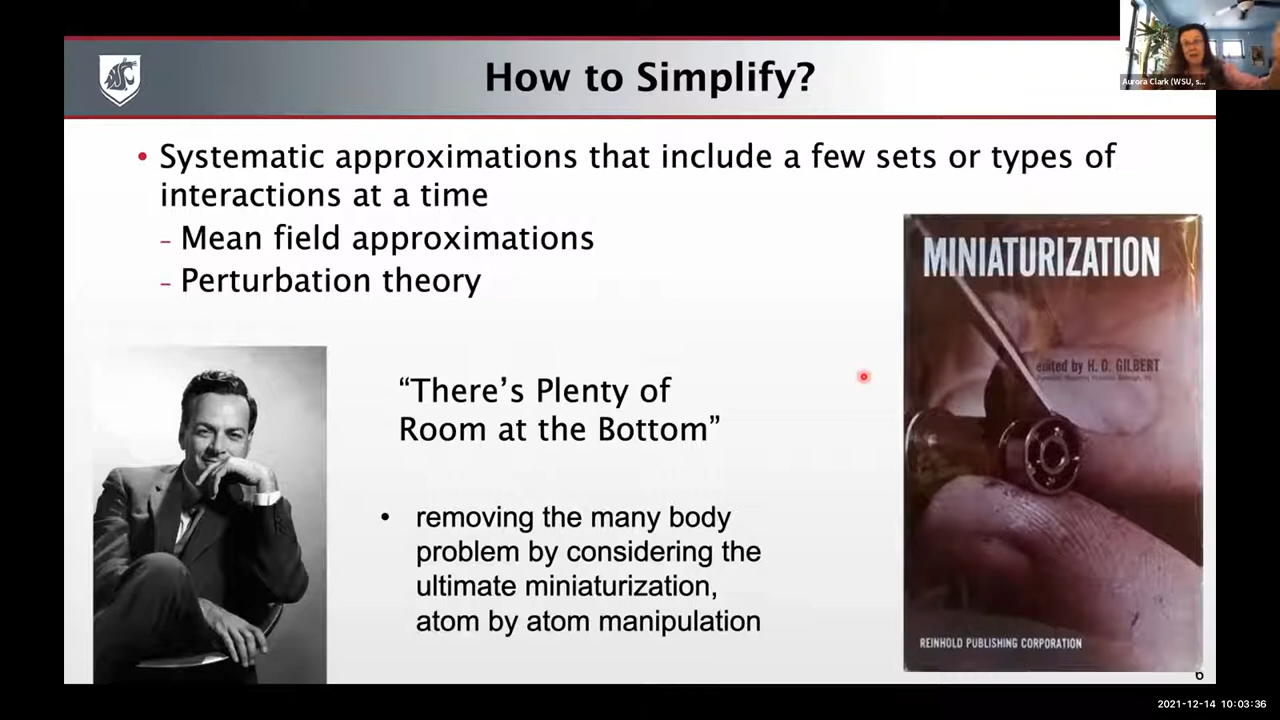 How to Simplify?
Aurora Clark (WSU, s...
• Systematic approximations that include a few sets or types of
interactions at a time
– Mean field approximations
– Perturbation theory
MINIATURIZATION
edited by H. D. GILBERT
“There’s Plenty of
Room at the Bottom”
• removing the many body
problem by considering the
ultimate miniaturization,
atom by atom manipulation
REINHOLD PUBLISHING CORPORATION
6
2021-12-14 10:03:36